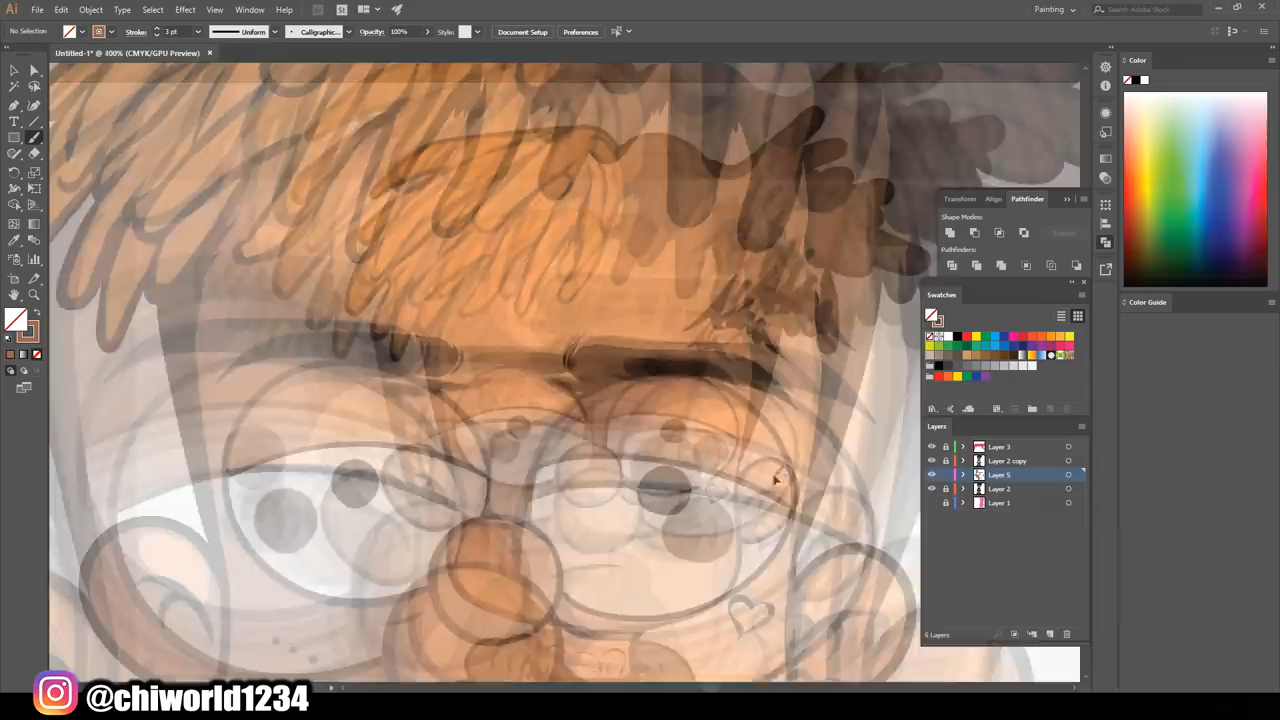 Ai File Edit Object Type Select Effect View Window Help Br St Painting Search Adobe Stock
No Selection Stroke: 3 pt Uniform Calligraphic... Opacity: 100% Style: Document Setup Preferences
Untitled-1* @ 800% (CMYK/GPU Preview) ×
Color
Transform Align Pathfinder
Shape Modes:
Expand
Pathfinders:
Swatches
Color Guide
Layers
Layer 3
Layer 2 copy
Layer 5
Layer 2
Layer 1
5 Layers
@chiworld1234